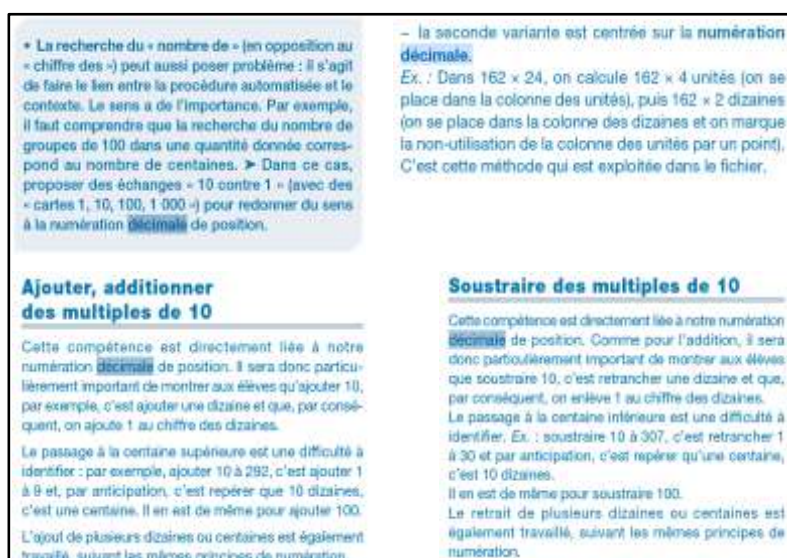 • La recherche du « nombre de » (en opposition au
« chiffre des ») peut aussi poser problème : il s'agit
de faire le lien entre la procédure automatisée et le
contexte. Le sens a de l'importance. Par exemple,
il faut comprendre que la recherche du nombre de
groupes de 100 dans une quantité donnée corres-
pond au nombre de centaines. ➤ Dans ce cas,
proposer des échanges « 10 contre 1 » (avec des
« cartes 1, 10, 100, 1 000 ») pour redonner du sens
à la numération décimale de position.
– la seconde variante est centrée sur la numération
décimale.
Ex. : Dans 162 × 24, on calcule 162 × 4 unités (on se
place dans la colonne des unités), puis 162 × 2 dizaines
(on se place dans la colonne des dizaines et on marque
la non-utilisation de la colonne des unités par un point).
C'est cette méthode qui est exploitée dans le fichier.
Ajouter, additionner
des multiples de 10
Cette compétence est directement liée à notre
numération décimale de position. Il sera donc particu-
lièrement important de montrer aux élèves qu'ajouter 10,
par exemple, c'est ajouter une dizaine et que, par consé-
quent, on ajoute 1 au chiffre des dizaines.
Le passage à la centaine supérieure est une difficulté à
identifier : par exemple, ajouter 10 à 292, c'est ajouter 1
à 9 et, par anticipation, c'est repérer que 10 dizaines,
c'est une centaine. Il en est de même pour ajouter 100.
L'ajout de plusieurs dizaines ou centaines est également
travaillé, suivant les mêmes principes de numération.
Soustraire des multiples de 10
Cette compétence est directement liée à notre numération
décimale de position. Comme pour l'addition, il sera
donc particulièrement important de montrer aux élèves
que soustraire 10, c'est retrancher une dizaine et que,
par conséquent, on enlève 1 au chiffre des dizaines.
Le passage à la centaine inférieure est une difficulté à
identifier. Ex. : soustraire 10 à 307, c'est retrancher 1
à 30 et par anticipation, c'est repérer qu'une centaine,
c'est 10 dizaines.
Il en est de même pour soustraire 100.
Le retrait de plusieurs dizaines ou centaines est
également travaillé, suivant les mêmes principes de
numération.